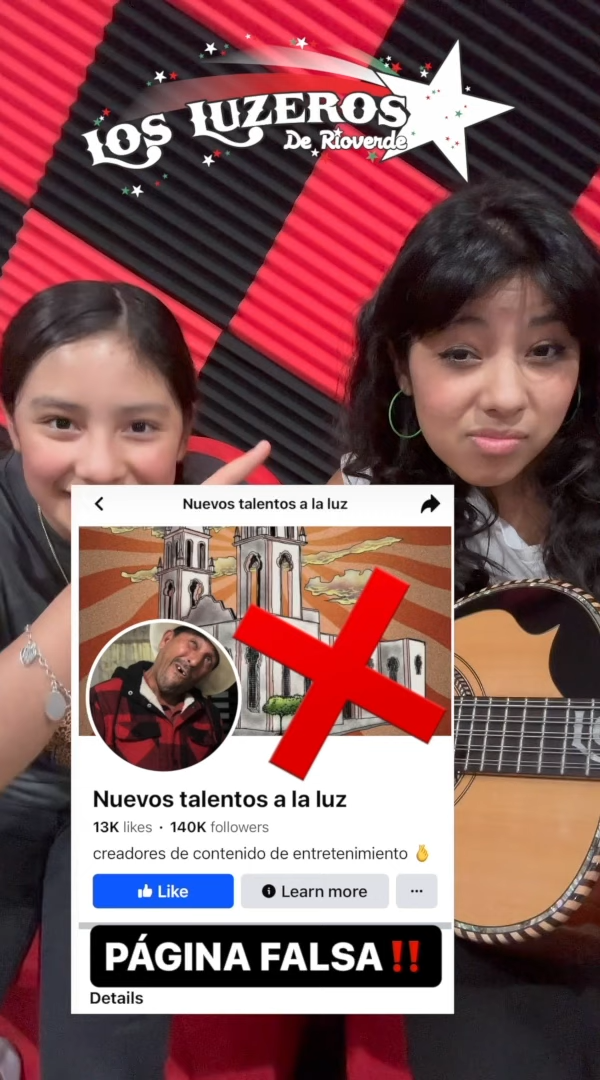 LOS LUZEROS
De Rioverde
Nuevos talentos a la luz
Nuevos talentos a la luz
13K likes · 140K followers
creadores de contenido de entretenimiento 🫰
Like
Learn more
...
PÁGINA FALSA‼️
Details